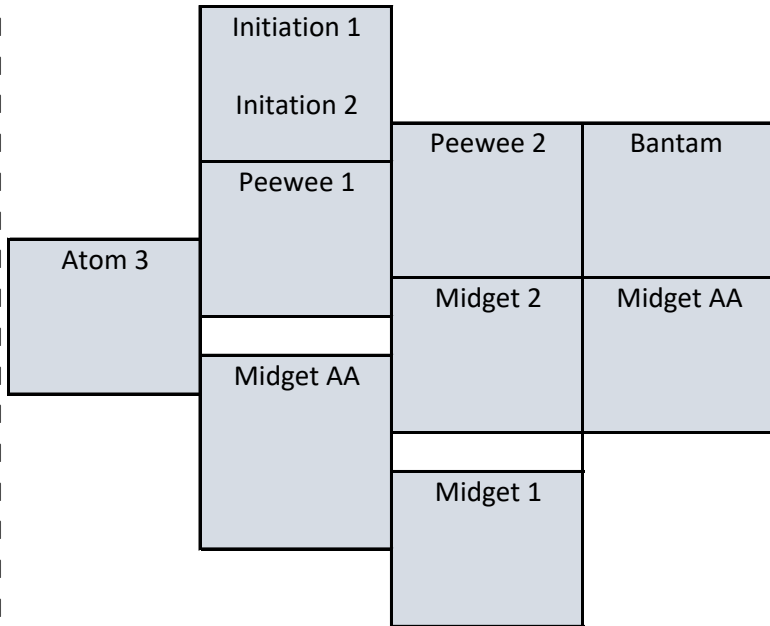 Initiation 1
Initation 2
Peewee 2 Bantam
Peewee 1
Atom 3
Midget 2 Midget AA
Midget AA
Midget 1